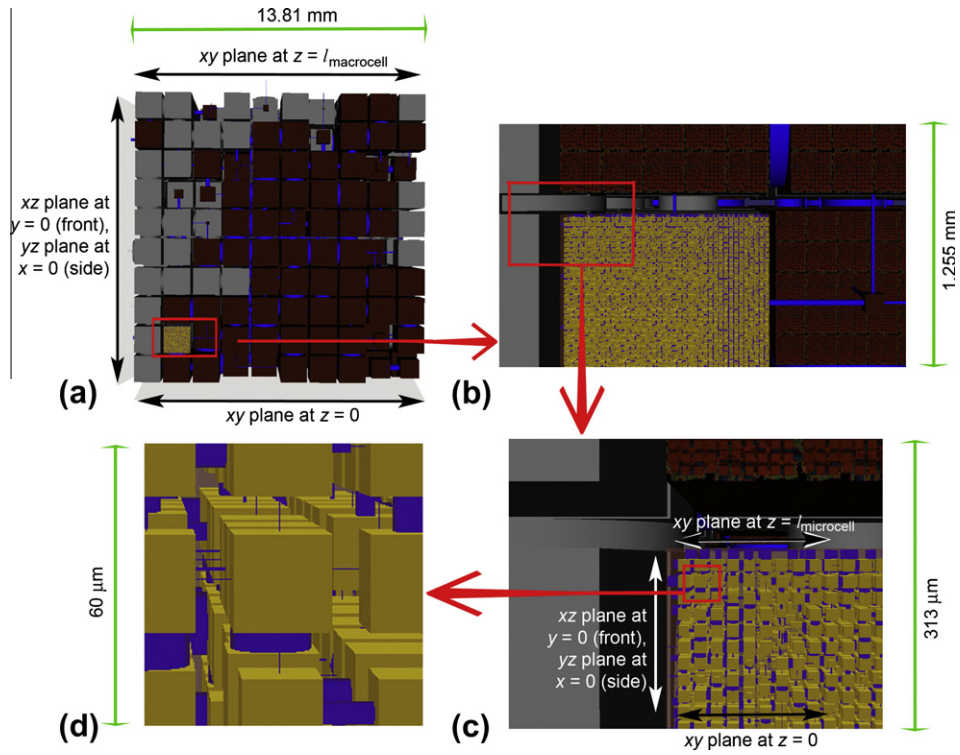 13.81 mm
xy plane at z = lmacrocell
xz plane at
y = 0 (front),
yz plane at
x = 0 (side)
(a)
xy plane at z = 0
1.255 mm
(b)
60 µm
(d)
xy plane at z = lmicrocell
xz plane at
y = 0 (front),
yz plane at
x = 0 (side)
313 µm
(c)
xy plane at z = 0